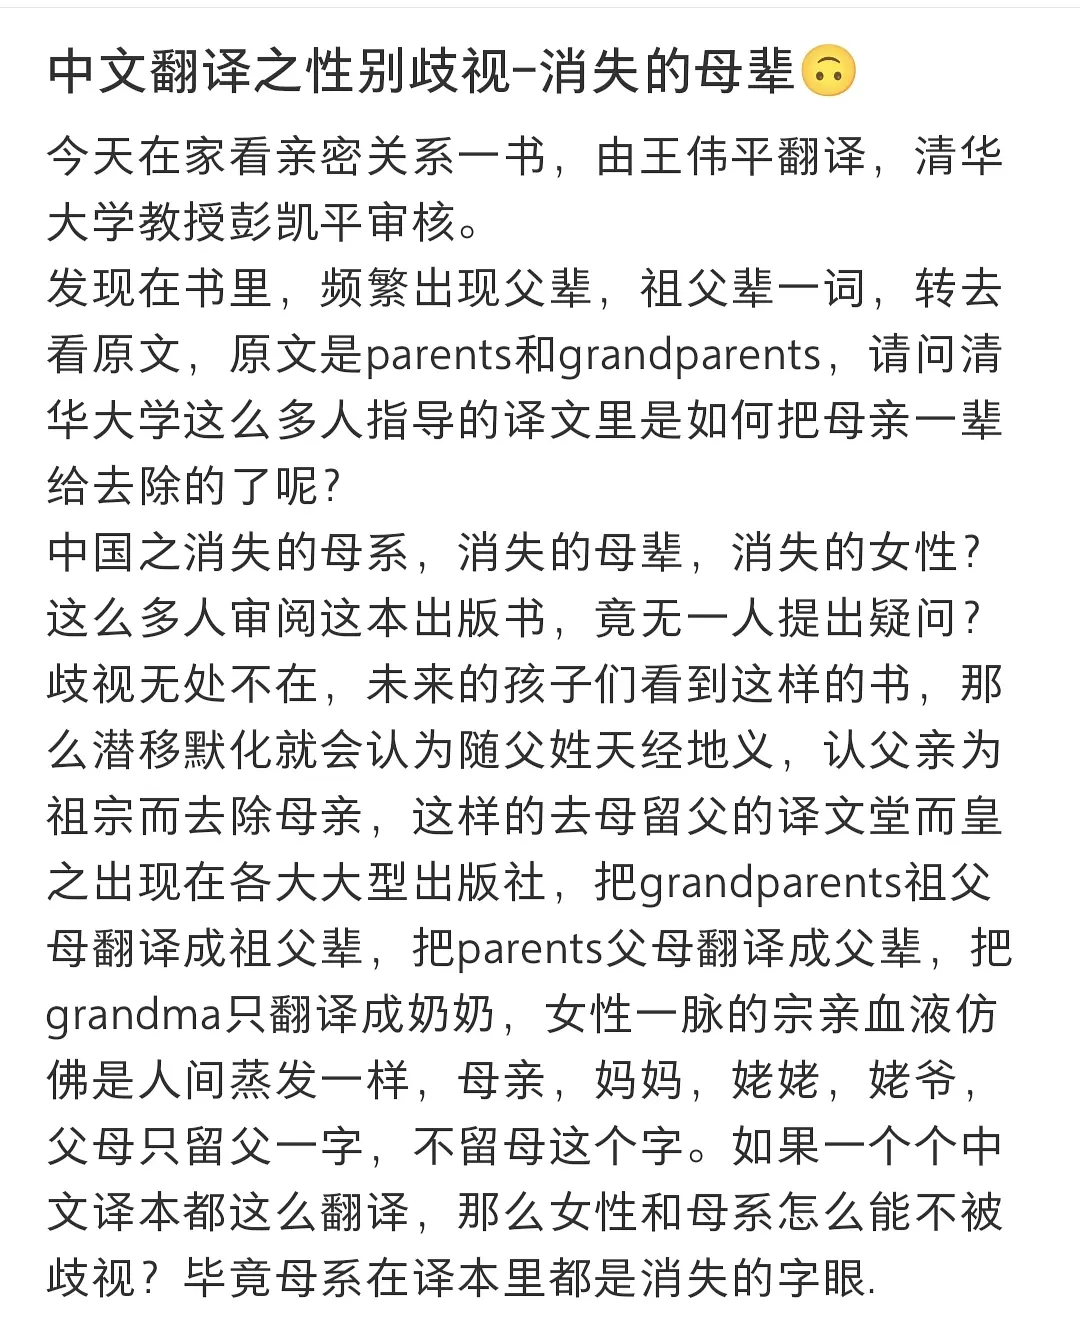 中文翻译之性别歧视-消失的母辈🙃
今天在家看亲密关系一书，由王伟平翻译，清华
大学教授彭凯平审核。
发现在书里，频繁出现父辈，祖父辈一词，转去
看原文，原文是parents和grandparents，请问清
华大学这么多人指导的译文里是如何把母亲一辈
给去除的了呢？
中国之消失的母系，消失的母辈，消失的女性？
这么多人审阅这本出版书，竟无一人提出疑问？
歧视无处不在，未来的孩子们看到这样的书，那
么潜移默化就会认为随父姓天经地义，认父亲为
祖宗而去除母亲，这样的去母留父的译文堂而皇
之出现在各大大型出版社，把grandparents祖父
母翻译成祖父辈，把parents父母翻译成父辈，把
grandma只翻译成奶奶，女性一脉的宗亲血液仿
佛是人间蒸发一样，母亲，妈妈，姥姥，姥爷，
父母只留父一字，不留母这个字。如果一个个中
文译本都这么翻译，那么女性和母系怎么能不被
歧视？毕竟母系在译本里都是消失的字眼.